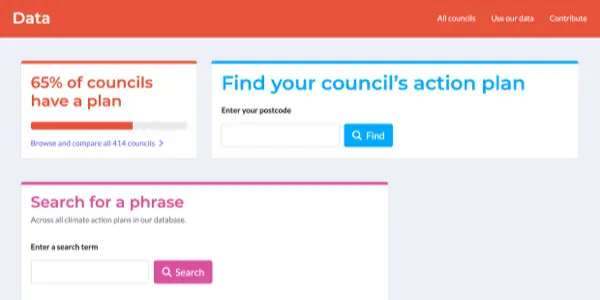 Data
All councils
Use our data
Contribute
65% of councils
have a plan
Browse and compare all 414 councils
Find your council’s action plan
Enter your postcode
Find
Search for a phrase
Across all climate action plans in our database.
Enter a search term
Search